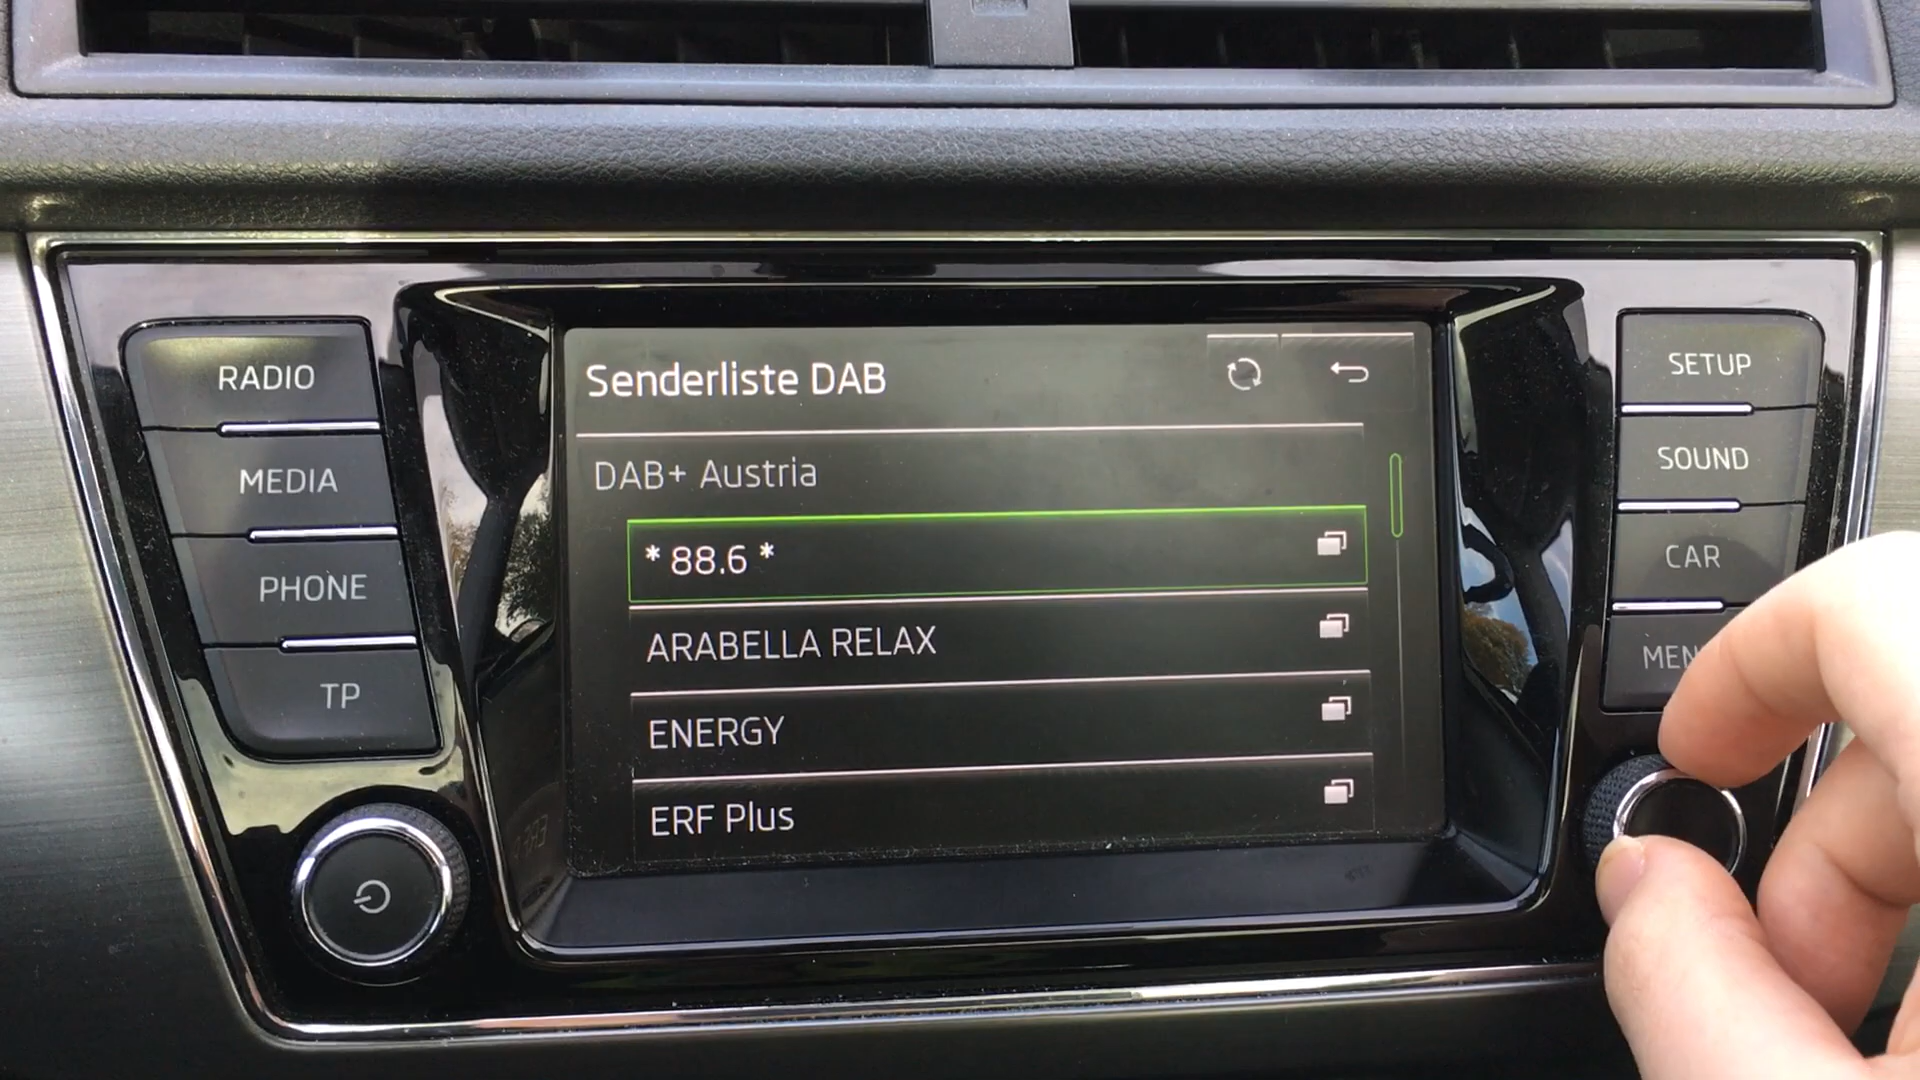 RADIO
MEDIA
PHONE
TP
Senderliste DAB
DAB+ Austria
* 88.6 *
ARABELLA RELAX
ENERGY
ERF Plus
SETUP
SOUND
CAR